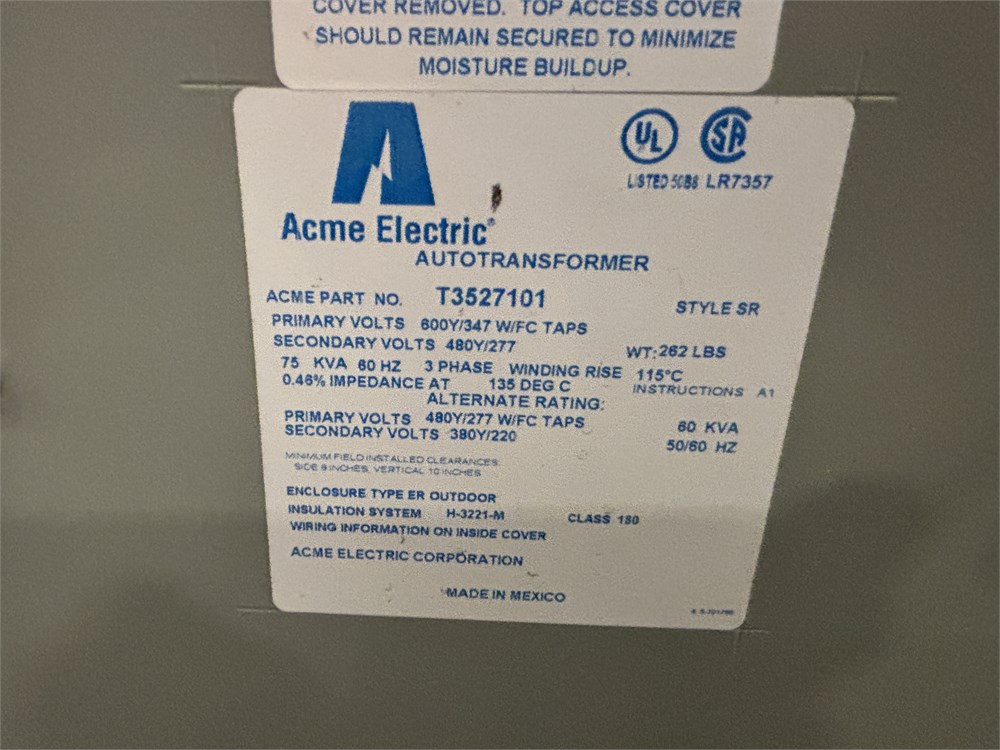 COVER REMOVED. TOP ACCESS COVER
SHOULD REMAIN SECURED TO MINIMIZE
MOISTURE BUILDUP.
UL SA
LISTED 50B8 LR7357
Acme Electric®
AUTOTRANSFORMER
ACME PART NO. T3527101 STYLE SR
PRIMARY VOLTS 600Y/347 W/FC TAPS
SECONDARY VOLTS 480Y/277 WT: 262 LBS
75 KVA 60 HZ 3 PHASE WINDING RISE 115°C
0.46% IMPEDANCE AT 135 DEG C INSTRUCTIONS A1
ALTERNATE RATING:
PRIMARY VOLTS 480Y/277 W/FC TAPS 60 KVA
SECONDARY VOLTS 380Y/220 50/60 HZ
MINIMUM FIELD INSTALLED CLEARANCES
SIDE 6 INCHES, VERTICAL 10 INCHES
ENCLOSURE TYPE ER OUTDOOR
INSULATION SYSTEM H-3221-M CLASS 180
WIRING INFORMATION ON INSIDE COVER
ACME ELECTRIC CORPORATION
MADE IN MEXICO